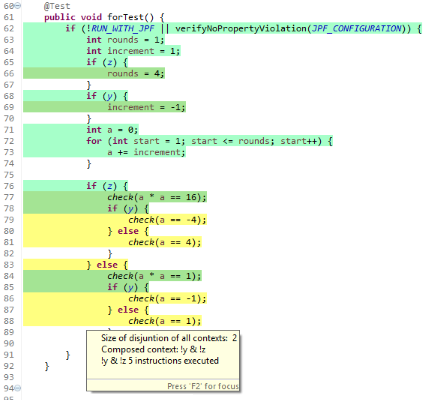 60 @Test
61 public void forTest() {
62 if (!RUN_WITH_JPF || verifyNoPropertyViolation(JPF_CONFIGURATION)) {
63 int rounds = 1;
64 int increment = 1;
65 if (z) {
66 rounds = 4;
67 }
68 if (y) {
69 increment = -1;
70 }
71 int a = 0;
72 for (int start = 1; start <= rounds; start++) {
73 a += increment;
74 }
75
76 if (z) {
77 check(a * a == 16);
78 if (y) {
79 check(a == -4);
80 } else {
81 check(a == 4);
82 }
83 } else {
84 check(a * a == 1);
85 if (y) {
86 check(a == -1);
87 } else {
88 check(a == 1);
89
90 Size of disjuntion of all contexts: 2
Composed context: !y & !z
91 }
!y & !z 5 instructions executed
92 }
93
Press 'F2' for focus
94
95